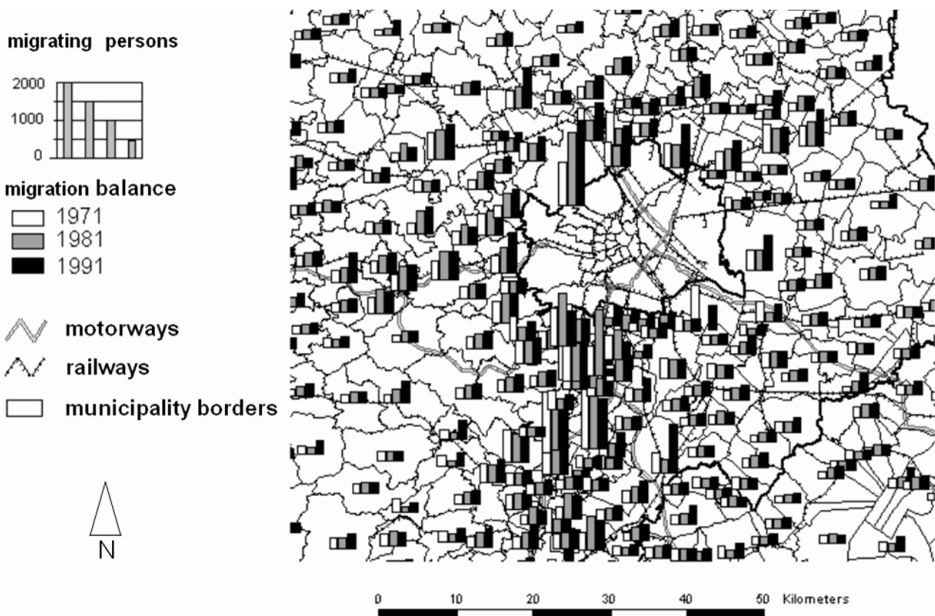 migrating persons
2000
1000
0
migration balance
1971
1981
1991
motorways
railways
municipality borders
N
0 10 20 30 40 50 Kilometers